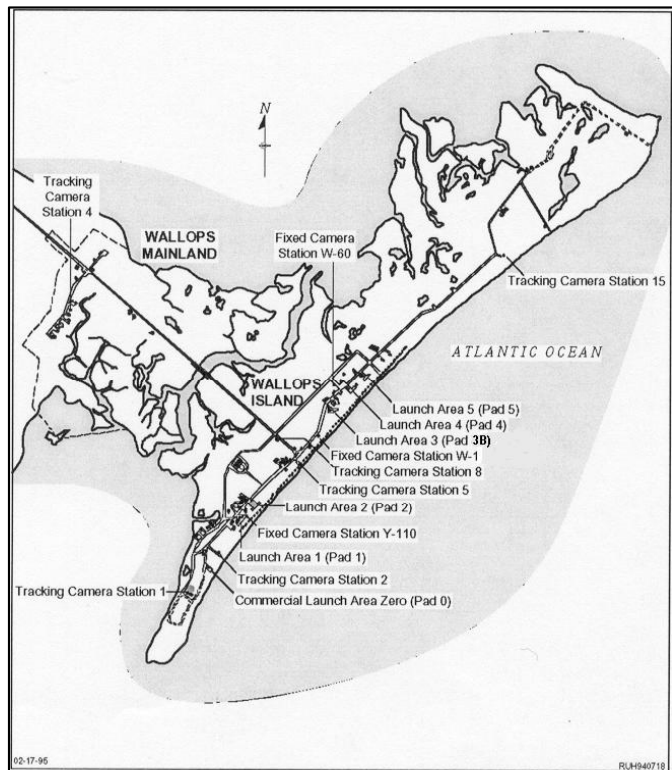 N
Tracking
Camera
Station 4
WALLOPS
MAINLAND
Fixed Camera
Station W-60
Tracking Camera Station 15
ATLANTIC OCEAN
WALLOPS
ISLAND
Launch Area 5 (Pad 5)
Launch Area 4 (Pad 4)
Launch Area 3 (Pad 3B)
Fixed Camera Station W-1
Tracking Camera Station 8
Tracking Camera Station 5
Launch Area 2 (Pad 2)
Fixed Camera Station Y-110
Launch Area 1 (Pad 1)
Tracking Camera Station 2
Tracking Camera Station 1
Commercial Launch Area Zero (Pad 0)
02-17-95
RUH940718